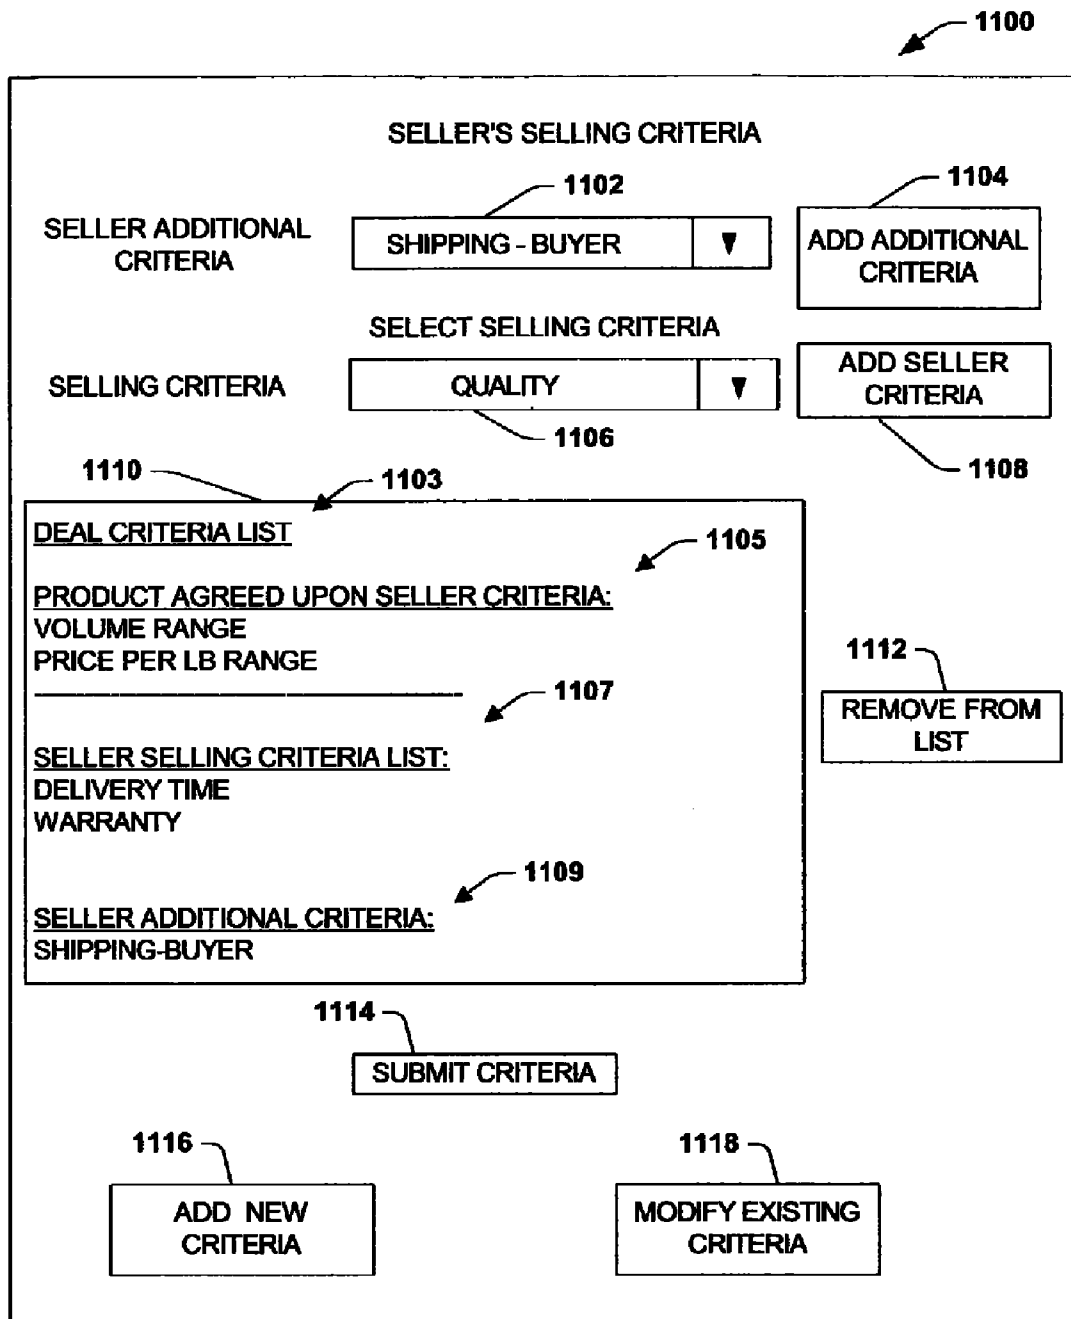 1100
SELLER'S SELLING CRITERIA
1102
1104
SELLER ADDITIONAL
CRITERIA
SHIPPING - BUYER
ADD ADDITIONAL
CRITERIA
SELECT SELLING CRITERIA
SELLING CRITERIA
QUALITY
ADD SELLER
CRITERIA
1106
1108
1110
1103
DEAL CRITERIA LIST
1105
PRODUCT AGREED UPON SELLER CRITERIA:
VOLUME RANGE
PRICE PER LB RANGE
1112
REMOVE FROM
LIST
1107
SELLER SELLING CRITERIA LIST:
DELIVERY TIME
WARRANTY
1109
SELLER ADDITIONAL CRITERIA:
SHIPPING-BUYER
1114
SUBMIT CRITERIA
1116
1118
ADD NEW
CRITERIA
MODIFY EXISTING
CRITERIA